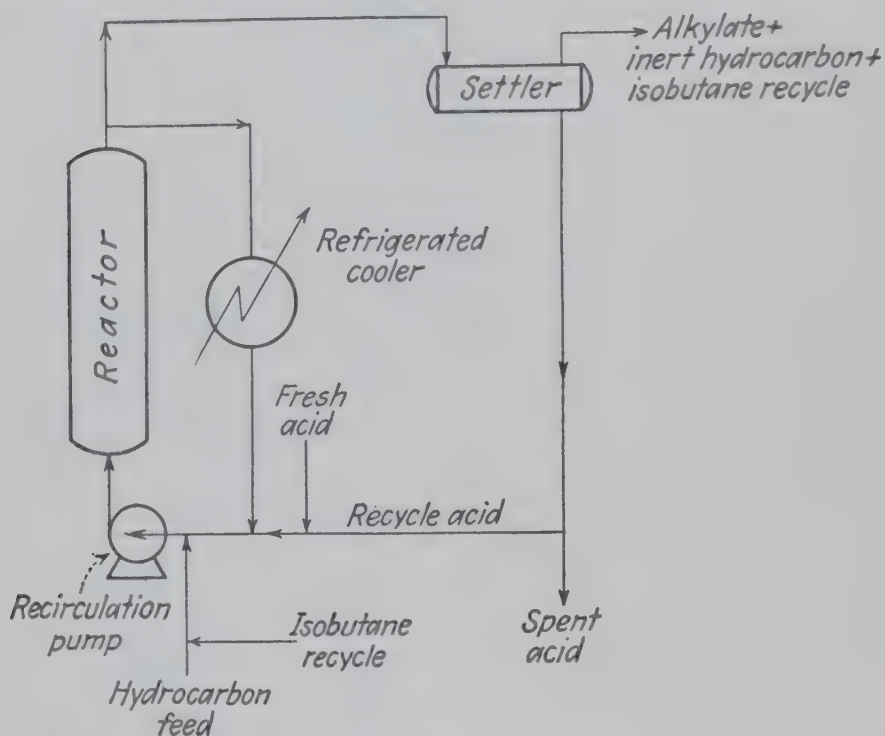 Alkylate+
inert hydrocarbon+
isobutane recycle
Settler
Reactor
Refrigerated
cooler
Fresh
acid
Recycle acid
Recirculation
pump
Isobutane
recycle
Spent
acid
Hydrocarbon
feed